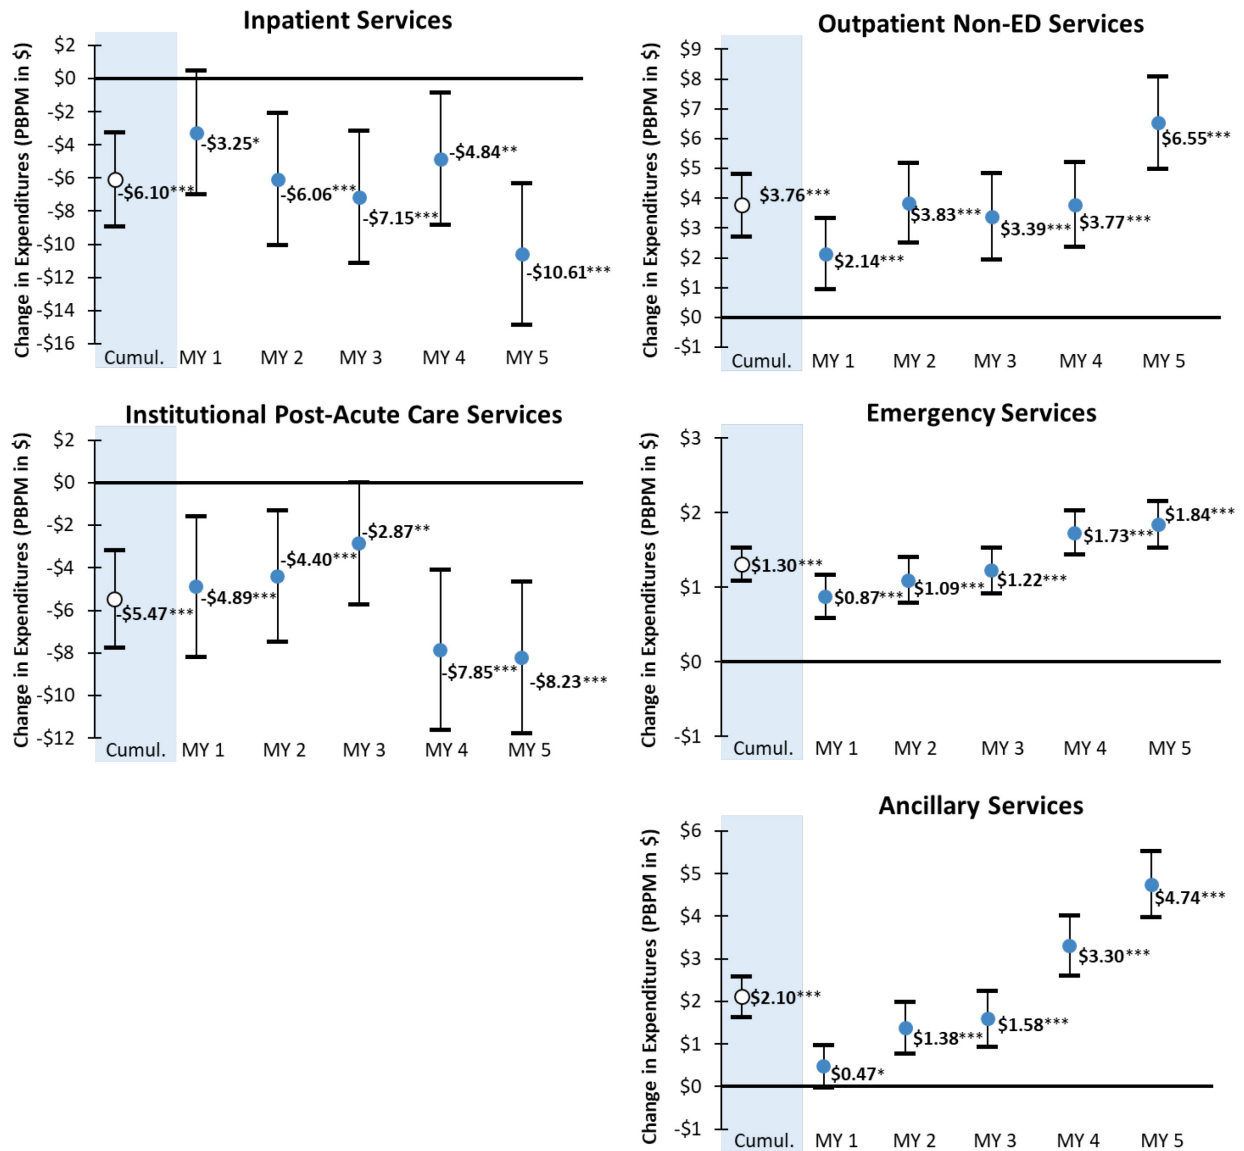 Inpatient Services
Change in Expenditures (PBPM in $)
$2
$0
-$2
-$4
-$6
-$8
-$10
-$12
-$14
-$16
-$6.10***
-$3.25*
-$6.06***
-$7.15***
-$4.84**
-$10.61***
Cumul.
MY 1
MY 2
MY 3
MY 4
MY 5
Outpatient Non-ED Services
Change in Expenditures (PBPM in $)
$9
$8
$7
$6
$5
$4
$3
$2
$1
$0
-$1
$3.76***
$2.14***
$3.83***
$3.39***
$3.77***
$6.55***
Cumul.
MY 1
MY 2
MY 3
MY 4
MY 5
Institutional Post-Acute Care Services
Change in Expenditures (PBPM in $)
$2
$0
-$2
-$4
-$6
-$8
-$10
-$12
-$5.47***
-$4.89***
-$4.40***
-$2.87**
-$7.85***
-$8.23***
Cumul.
MY 1
MY 2
MY 3
MY 4
MY 5
Emergency Services
Change in Expenditures (PBPM in $)
$3
$2
$1
$0
-$1
$1.30***
$0.87***
$1.09***
$1.22***
$1.73***
$1.84***
Cumul.
MY 1
MY 2
MY 3
MY 4
MY 5
Ancillary Services
Change in Expenditures (PBPM in $)
$6
$5
$4
$3
$2
$1
$0
-$1
$2.10***
$0.47*
$1.38***
$1.58***
$3.30***
$4.74***
Cumul.
MY 1
MY 2
MY 3
MY 4
MY 5